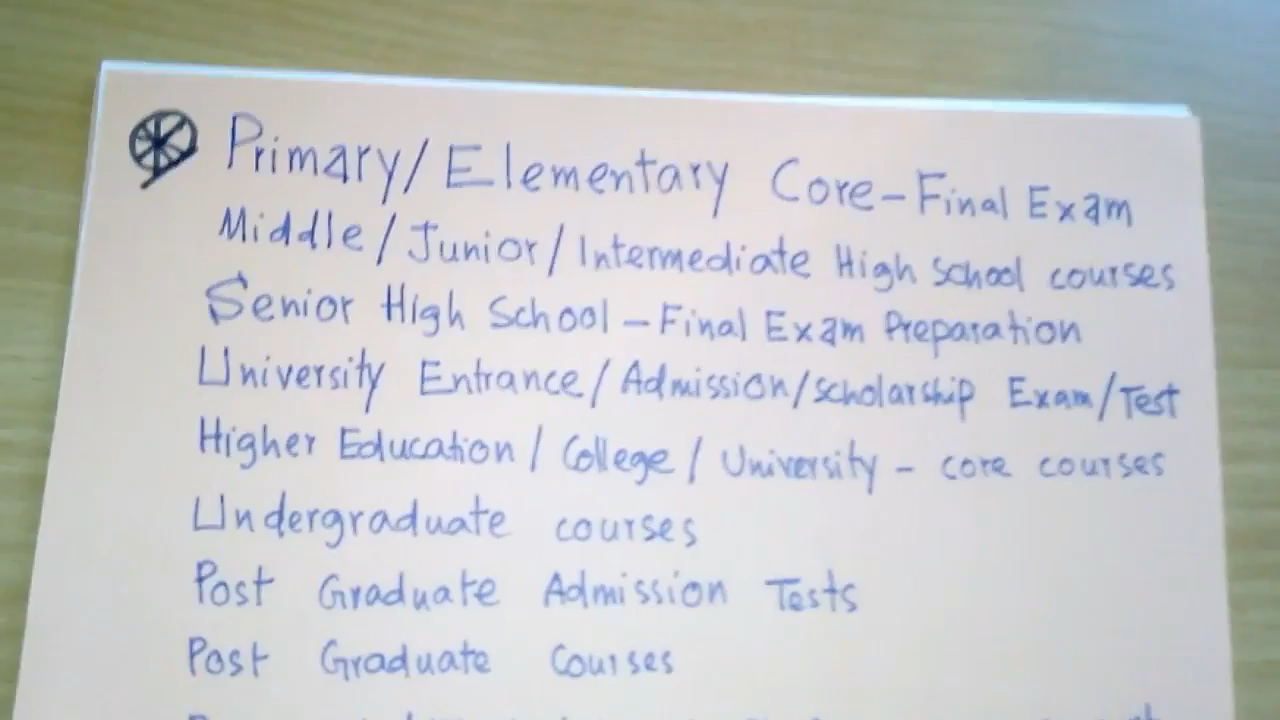 Primary/Elementary Core-Final Exam
Middle/Junior/Intermediate High School courses
Senior High School-Final Exam Preparation
University Entrance/Admission/scholarship Exam/Test
Higher Education/College/University - core courses
Undergraduate courses
Post Graduate Admission Tests
Post Graduate Courses